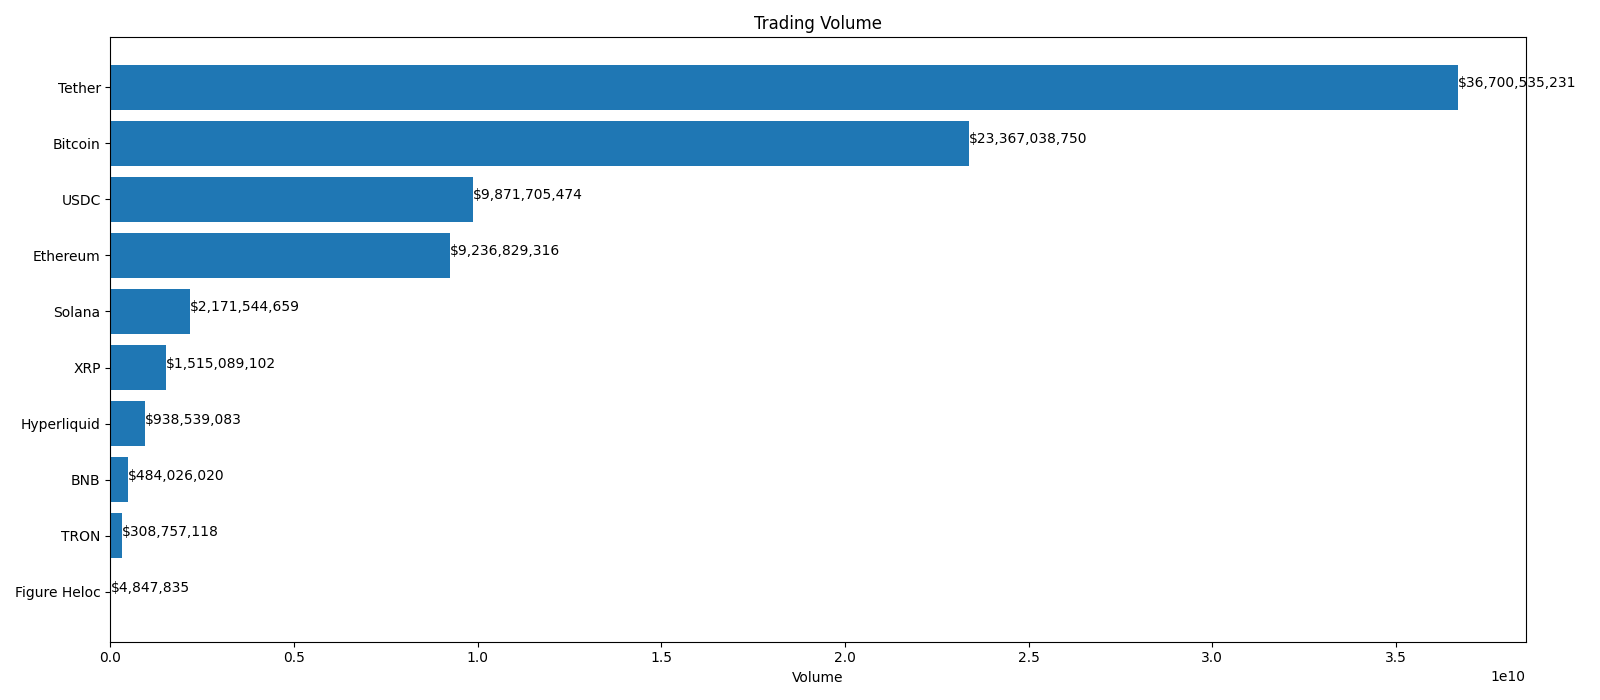 Trading Volume
Tether $36,700,535,231
Bitcoin $23,367,038,750
USDC $9,871,705,474
Ethereum $9,236,829,316
Solana $2,171,544,659
XRP $1,515,089,102
Hyperliquid $938,539,083
BNB $484,026,020
TRON $308,757,118
Figure Heloc $4,847,835
0.0 0.5 1.0 1.5 2.0 2.5 3.0 3.5
Volume 1e10